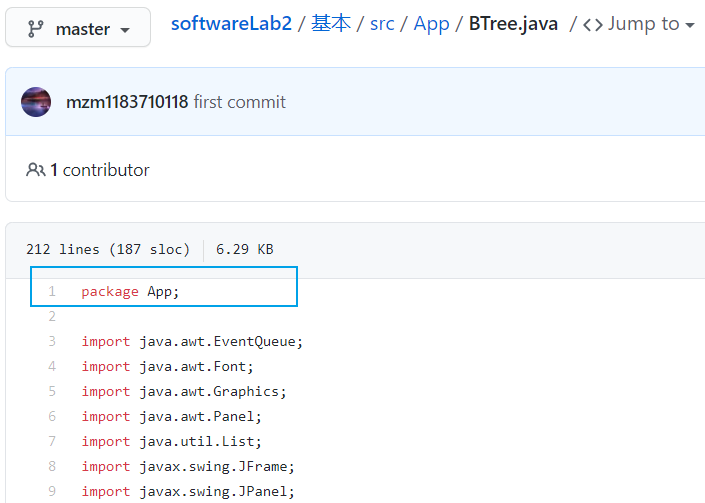 master softwareLab2 / 基本 / src / App / BTree.java / <> Jump to
mzm1183710118 first commit
1 contributor
212 lines (187 sloc) 6.29 KB
1 package App;
2
3 import java.awt.EventQueue;
4 import java.awt.Font;
5 import java.awt.Graphics;
6 import java.awt.Panel;
7 import java.util.List;
8 import javax.swing.JFrame;
9 import javax.swing.JPanel;